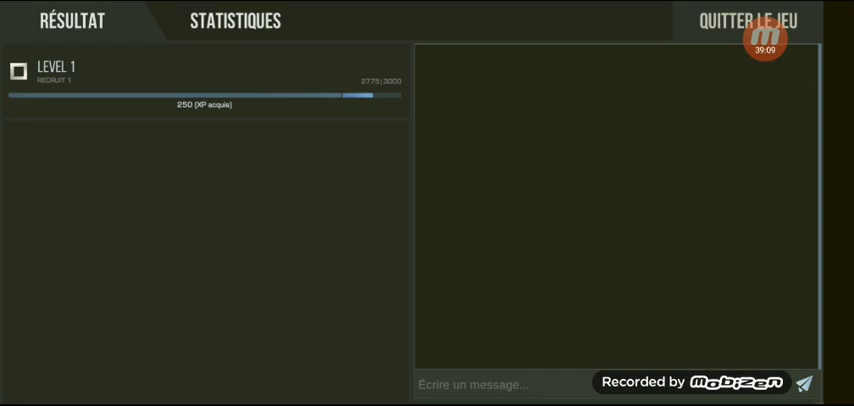 RÉSULTAT
STATISTIQUES
QUITTER LE JEU
39:09
LEVEL 1
RECRUIT 1
2775|3000
250 (XP acquis)
Écrire un message...
Recorded by mobizen